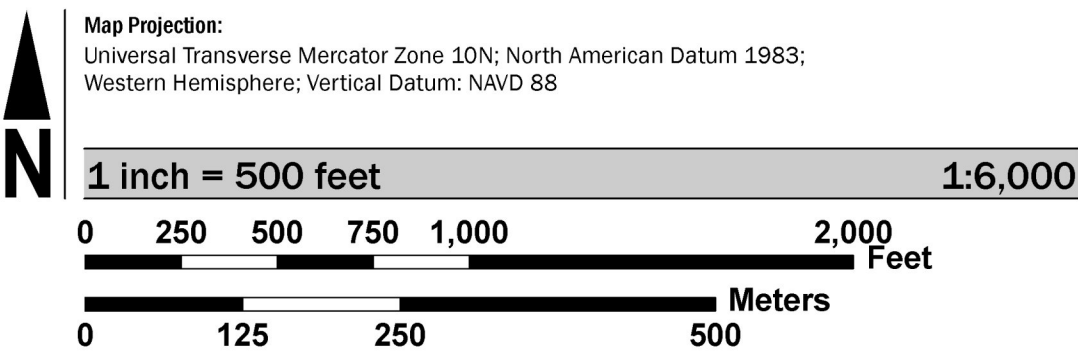 N
Map Projection:
Universal Transverse Mercator Zone 10N; North American Datum 1983;
Western Hemisphere; Vertical Datum: NAVD 88
1 inch = 500 feet 1:6,000
0 250 500 750 1,000 2,000
Feet
Meters
0 125 250 500